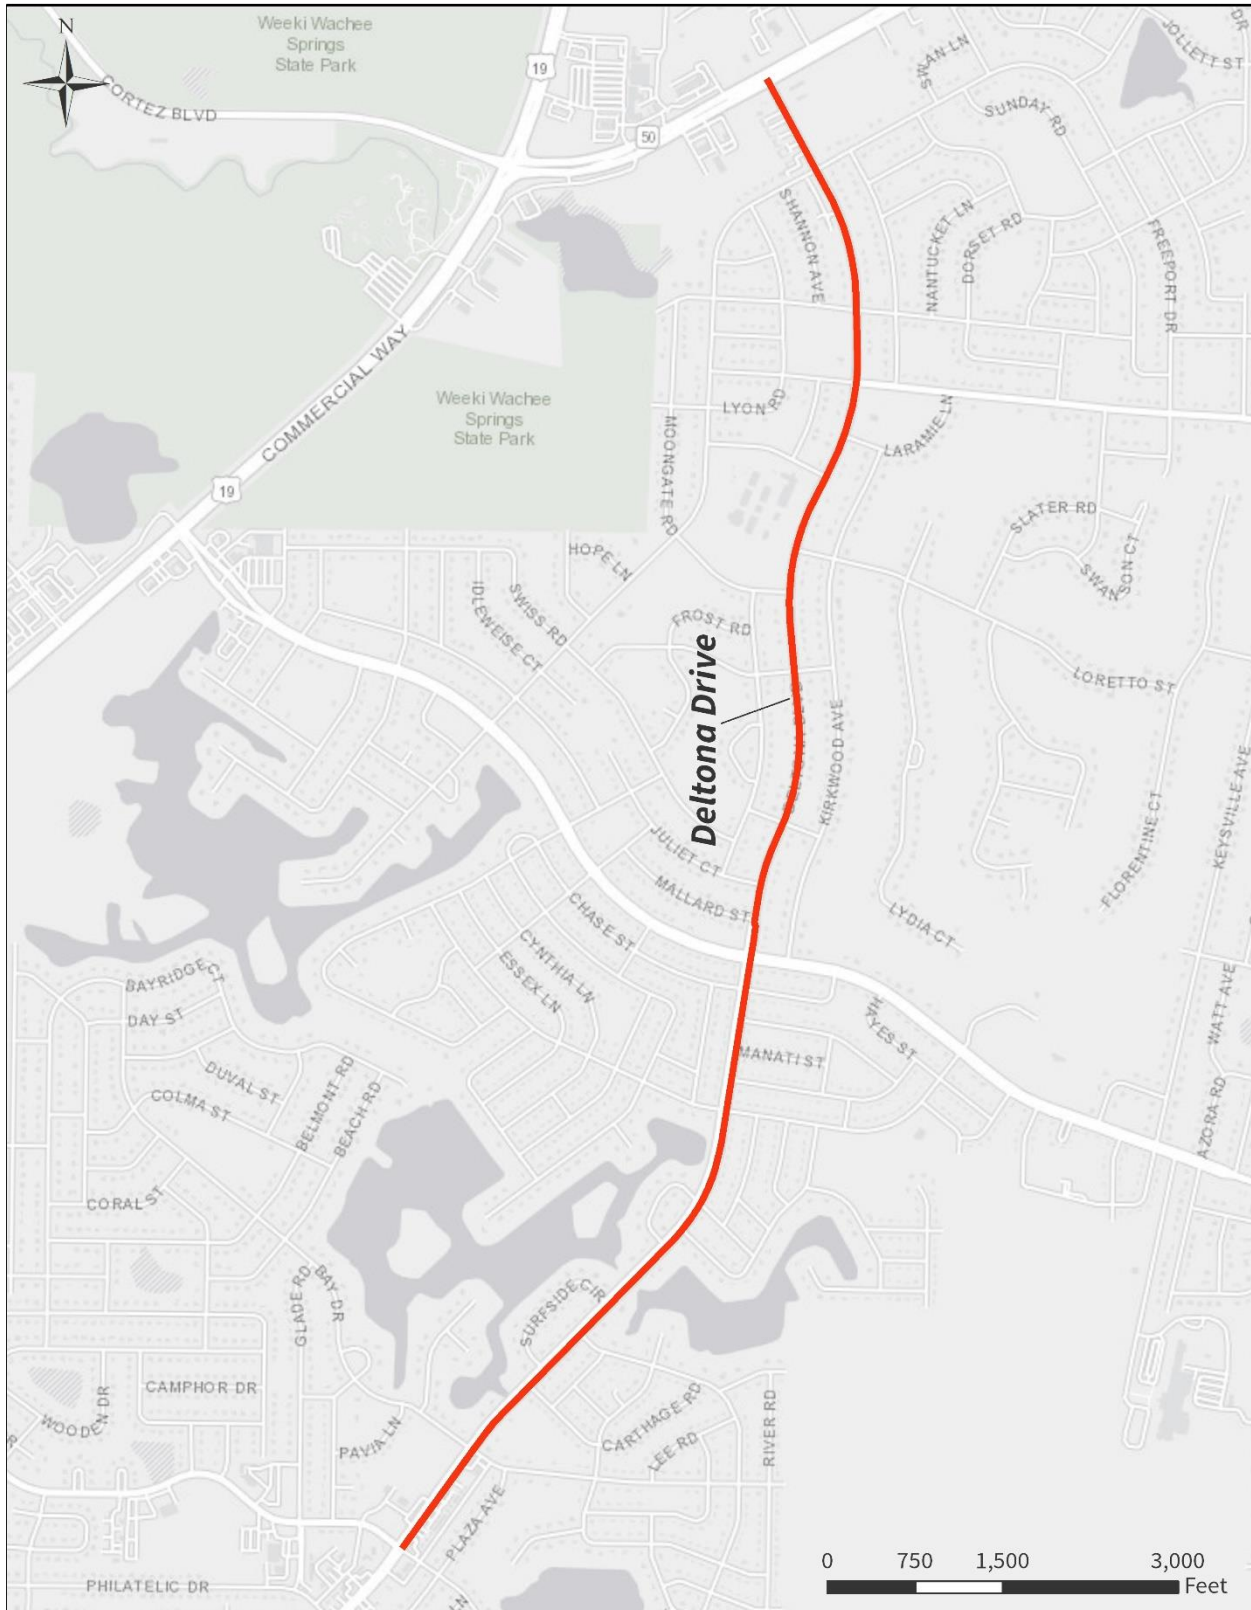 N
Weeki Wachee
Springs
State Park
19
CORTEZ BLVD
50
SWAN LN
DR
JOLLETT ST
SUNDAY RD
SHANNON AVE
NANTUCKET LN
DORSET RD
FREEPORT DR
COMMERCIAL WAY
Weeki Wachee
Springs
State Park
19
LYON RD
MOONGATE RD
LARAMIE LN
SLATER RD
SWANSON CT
HOPE LN
SWISS RD
IDLEWEISE CT
FROST RD
LORETTO ST
Deltona Drive
KIRKWOOD AVE
KEYSVILLE AVE
FLORENTINE CT
JULIET CT
MALLARD ST
CHASE ST
CYNTHIA LN
ESSEX LN
LYDIA CT
BAYRIDGE CT
DAY ST
DUVAL ST
COLMA ST
BELMONT RD
BEACH RD
HAYES ST
WATT AVE
MANATI ST
AZORA RD
CORAL ST
GLADE RD
BAY DR
SURFSIDE CIR
CAMPHOR DR
WOODEN DR
R
PAVIA LN
CARTHAGE RD
LEE RD
RIVER RD
PLAZA AVE
PHILATELIC DR
LN
0 750 1,500 3,000
Feet